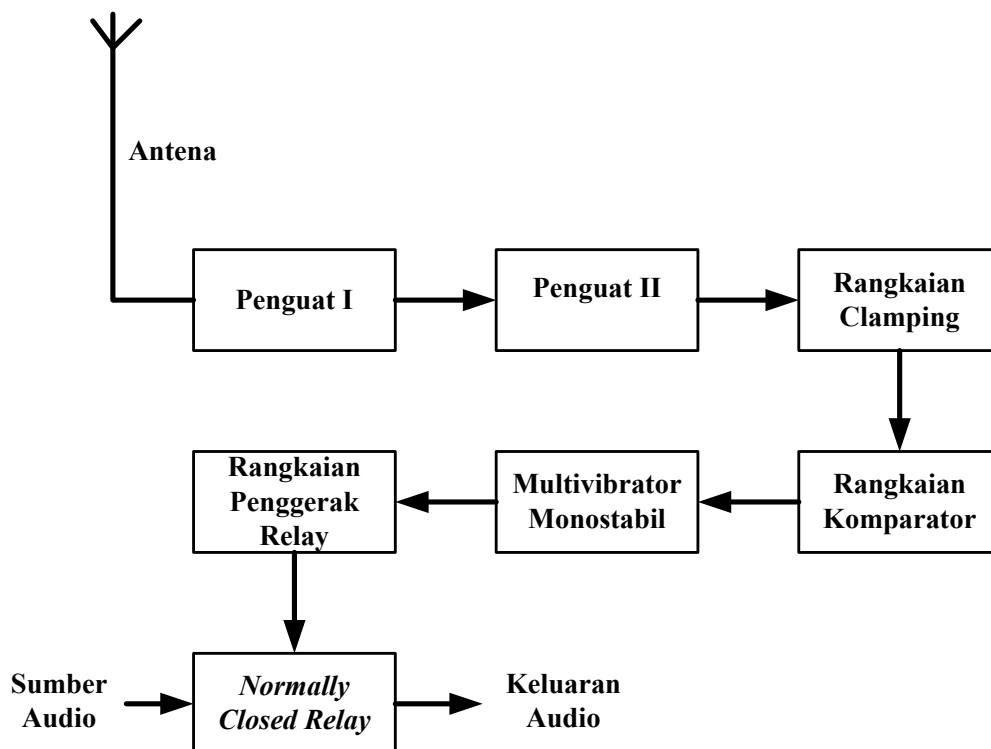 Antena
Penguat I
Penguat II
Rangkaian
Clamping
Rangkaian
Penggerak
Relay
Multivibrator
Monostabil
Rangkaian
Komparator
Sumber
Audio
Normally
Closed Relay
Keluaran
Audio